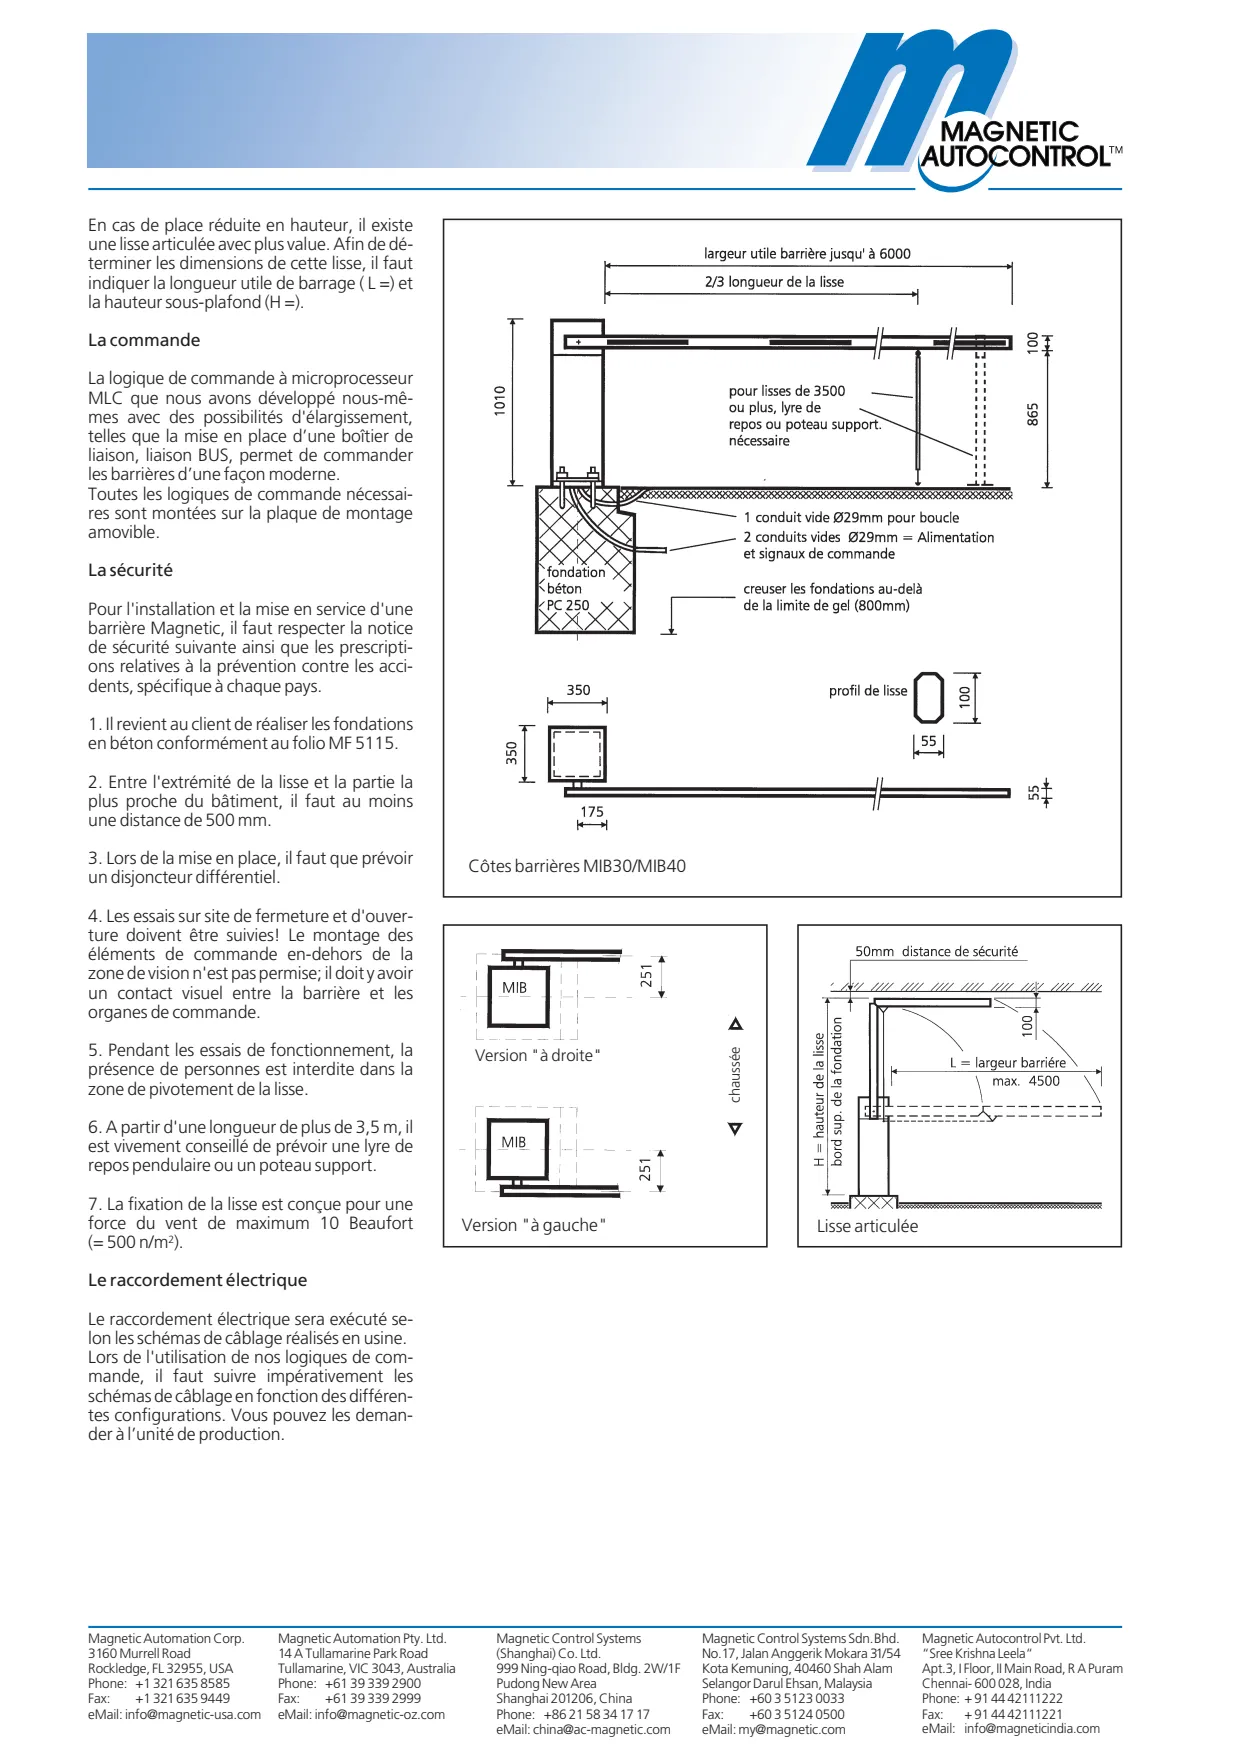 MAGNETIC
AUTOCONTROL™
En cas de place réduite en hauteur, il existe
une lisse articulée avec plus value. Afin de dé-
terminer les dimensions de cette lisse, il faut
indiquer la longueur utile de barrage ( L =) et
la hauteur sous-plafond (H =).
La commande
La logique de commande à microprocesseur
MLC que nous avons développé nous-mê-
mes avec des possibilités d'élargissement,
telles que la mise en place d’une boîtier de
liaison, liaison BUS, permet de commander
les barrières d’une façon moderne.
Toutes les logiques de commande nécessai-
res sont montées sur la plaque de montage
amovible.
La sécurité
Pour l'installation et la mise en service d'une
barrière Magnetic, il faut respecter la notice
de sécurité suivante ainsi que les prescripti-
ons relatives à la prévention contre les acci-
dents, spécifique à chaque pays.
1. Il revient au client de réaliser les fondations
en béton conformément au folio MF 5115.
2. Entre l'extrémité de la lisse et la partie la
plus proche du bâtiment, il faut au moins
une distance de 500 mm.
3. Lors de la mise en place, il faut que prévoir
un disjoncteur différentiel.
4. Les essais sur site de fermeture et d'ouver-
ture doivent être suivies! Le montage des
éléments de commande en-dehors de la
zone de vision n'est pas permise; il doit y avoir
un contact visuel entre la barrière et les
organes de commande.
5. Pendant les essais de fonctionnement, la
présence de personnes est interdite dans la
zone de pivotement de la lisse.
6. A partir d'une longueur de plus de 3,5 m, il
est vivement conseillé de prévoir une lyre de
repos pendulaire ou un poteau support.
7. La fixation de la lisse est conçue pour une
force du vent de maximum 10 Beaufort
(= 500 n/m²).
Le raccordement électrique
Le raccordement électrique sera exécuté se-
lon les schémas de câblage réalisés en usine.
Lors de l'utilisation de nos logiques de com-
mande, il faut suivre impérativement les
schémas de câblage en fonction des différen-
tes configurations. Vous pouvez les deman-
der à l’unité de production.
largeur utile barrière jusqu' à 6000
2/3 longueur de la lisse
1010
100
865
pour lisses de 3500
ou plus, lyre de
repos ou poteau support.
nécessaire
1 conduit vide Ø29mm pour boucle
2 conduits vides Ø29mm = Alimentation
et signaux de commande
fondation
béton
PC 250
creuser les fondations au-delà
de la limite de gel (800mm)
350
350
175
profil de lisse
100
55
55
Côtes barrières MIB30/MIB40
MIB
251
Version "à droite"
chaussée
MIB
251
Version "à gauche"
50mm distance de sécurité
100
L = largeur barriére
max. 4500
H = hauteur de la lisse
bord sup. de la fondation
Lisse articulée
Magnetic Automation Corp.
3160 Murrell Road
Rockledge, FL 32955, USA
Phone: +1 321 635 8585
Fax: +1 321 635 9449
eMail: info@magnetic-usa.com
Magnetic Automation Pty. Ltd.
14 A Tullamarine Park Road
Tullamarine, VIC 3043, Australia
Phone: +61 39 339 2900
Fax: +61 39 339 2999
eMail: info@magnetic-oz.com
Magnetic Control Systems
(Shanghai) Co. Ltd.
999 Ning-qiao Road, Bldg. 2W/1F
Pudong New Area
Shanghai 201206, China
Phone: +86 21 58 34 17 17
eMail: china@ac-magnetic.com
Magnetic Control Systems Sdn.Bhd.
No.17, Jalan Anggerik Mokara 31/54
Kota Kemuning, 40460 Shah Alam
Selangor Darul Ehsan, Malaysia
Phone: +60 3 5123 0033
Fax: +60 3 5124 0500
eMail: my@magnetic.com
Magnetic Autocontrol Pvt. Ltd.
“Sree Krishna Leela“
Apt.3, I Floor, II Main Road, R A Puram
Chennai- 600 028, India
Phone: + 91 44 42111222
Fax: + 91 44 42111221
eMail: info@magneticindia.com